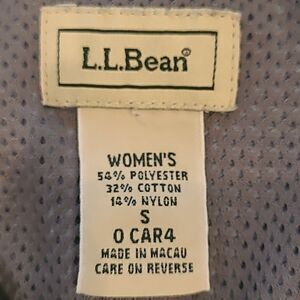 L.L.Bean®
WOMEN'S
54% POLYESTER
32% COTTON
14% NYLON
S
0 CAR4
MADE IN MACAU
CARE ON REVERSE